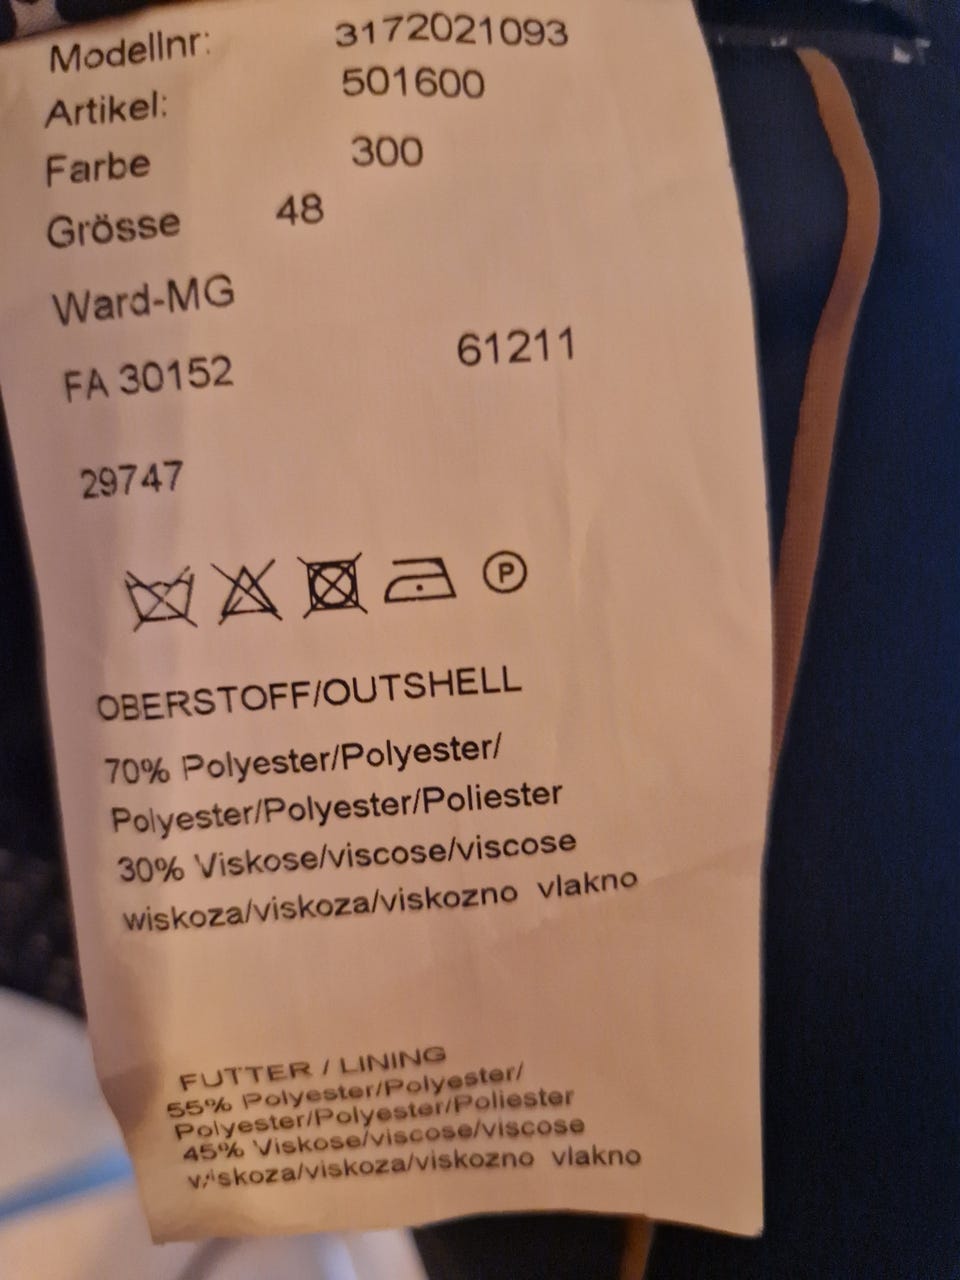 Modellnr: 3172021093
Artikel: 501600
Farbe 300
Grösse 48
Ward-MG
FA 30152 61211
29747
P
OBERSTOFF/OUTSHELL
70% Polyester/Polyester/
Polyester/Polyester/Poliester
30% Viskose/viscose/viscose
wiskoza/viskoza/viskozno vlakno
FUTTER / LINING
55% Polyester/Polyester/
Polyester/Polyester/Poliester
45% Viskose/viscose/viscose
wiskoza/viskoza/viskozno vlakno